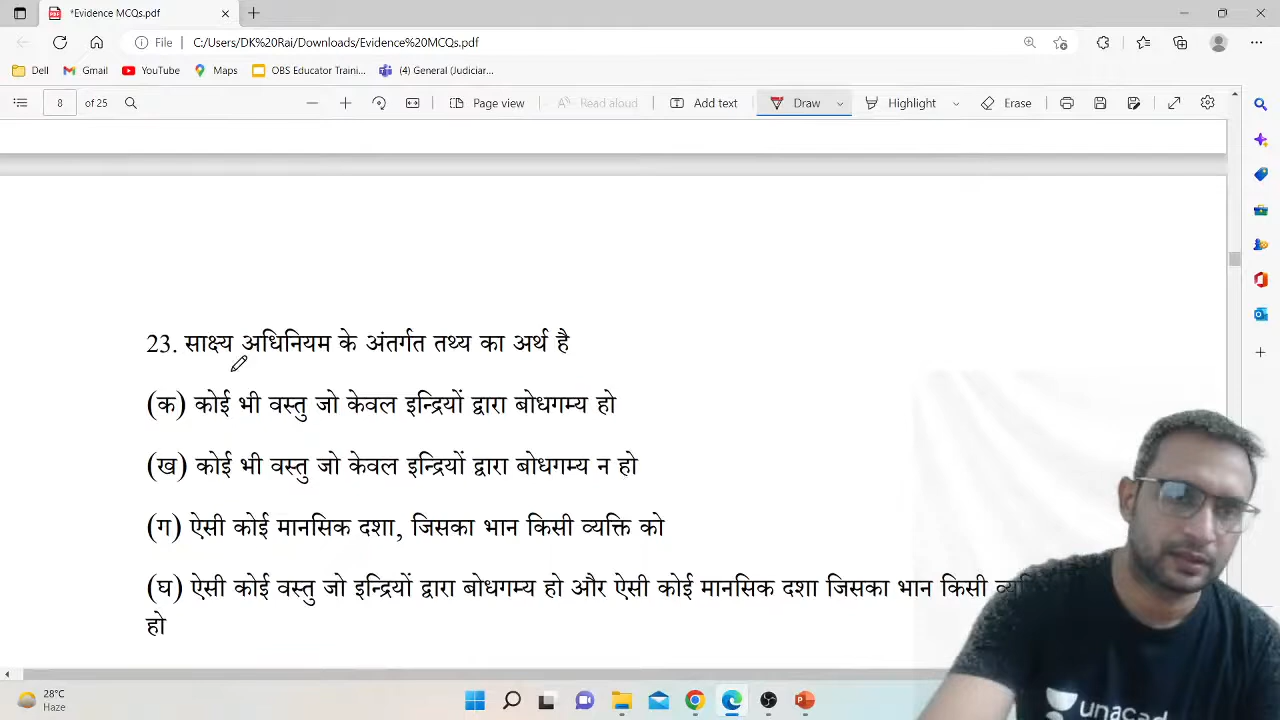 *Evidence MCQs.pdf
File C:/Users/DK%20Rai/Downloads/Evidence%20MCQs.pdf
Dell Gmail YouTube Maps OBS Educator Traini... (4) General (Judiciar...
8 of 25 Page view Read aloud Add text Draw Highlight Erase
23. साक्ष्य अधिनियम के अंतर्गत तथ्य का अर्थ है
(क) कोई भी वस्तु जो केवल इन्द्रियों द्वारा बोधगम्य हो
(ख) कोई भी वस्तु जो केवल इन्द्रियों द्वारा बोधगम्य न हो
(ग) ऐसी कोई मानसिक दशा, जिसका भान किसी व्यक्ति को
(घ) ऐसी कोई वस्तु जो इन्द्रियों द्वारा बोधगम्य हो और ऐसी कोई मानसिक दशा जिसका भान किसी
हो
unacad
28°C
Haze